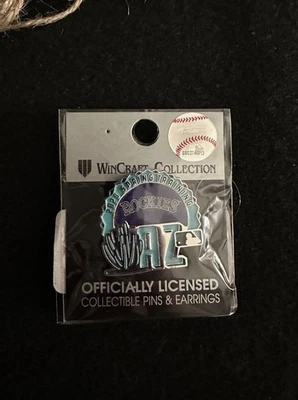 WINCRAFT COLLECTION
SPRING TRAINING
ROCKIES
AZ
OFFICIALLY LICENSED
COLLECTIBLE PINS & EARRINGS